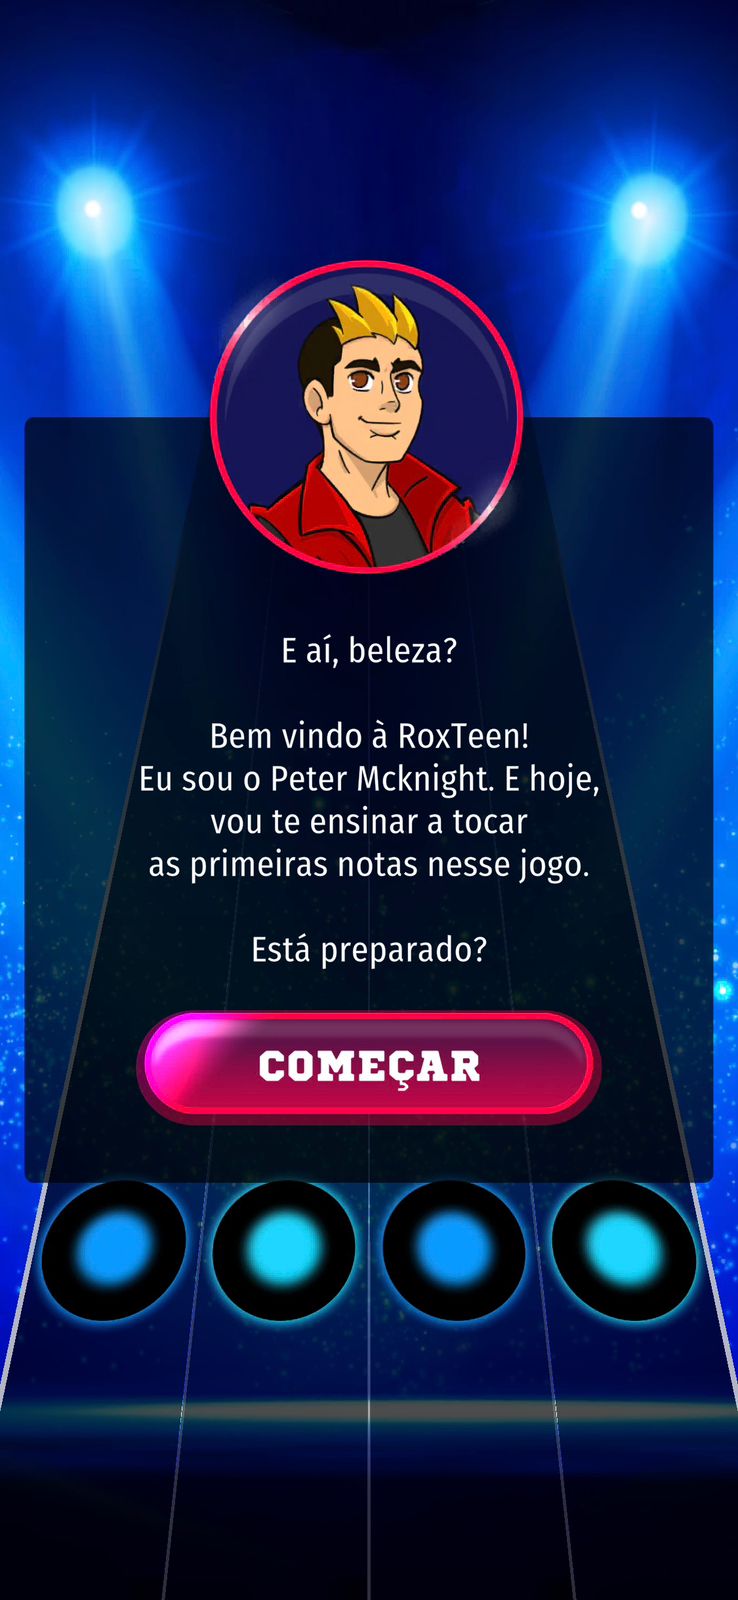 E aí, beleza?
Bem vindo à RoxTeen!
Eu sou o Peter Mcknight. E hoje,
vou te ensinar a tocar
as primeiras notas nesse jogo.
Está preparado?
COMEÇAR